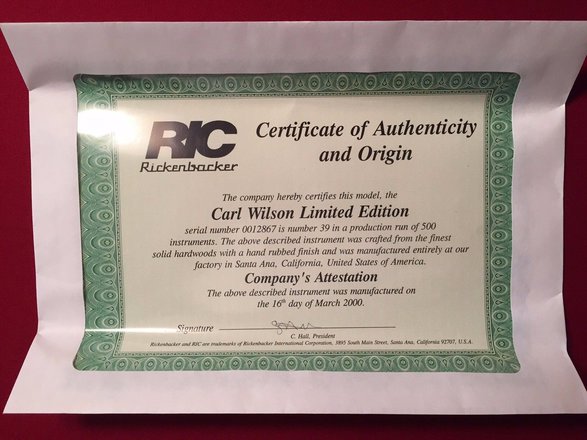 RIC
Rickenbacker
Certificate of Authenticity
and Origin
The company hereby certifies this model, the
Carl Wilson Limited Edition
serial number 0012867 is number 39 in a production run of 500
instruments. The above described instrument was crafted from the finest
solid hardwoods with a hand rubbed finish and was manufactured entirely at our
factory in Santa Ana, California, United States of America.
Company's Attestation
The above described instrument was manufactured on
the 16th day of March 2000.
Signature
C. Hall, President
Rickenbacker and RIC are trademarks of Rickenbacker International Corporation, 3895 South Main Street, Santa Ana, California 92707, U.S.A.